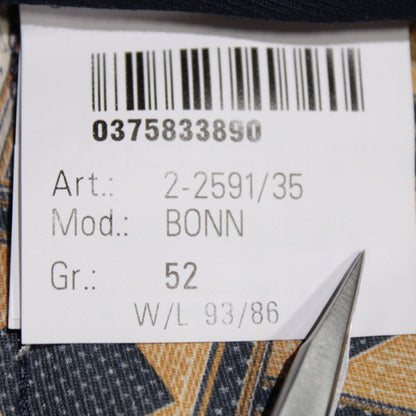 0375833890
Art.: 2-2591/35
Mod.: BONN
Gr.: 52
W/L 93/86